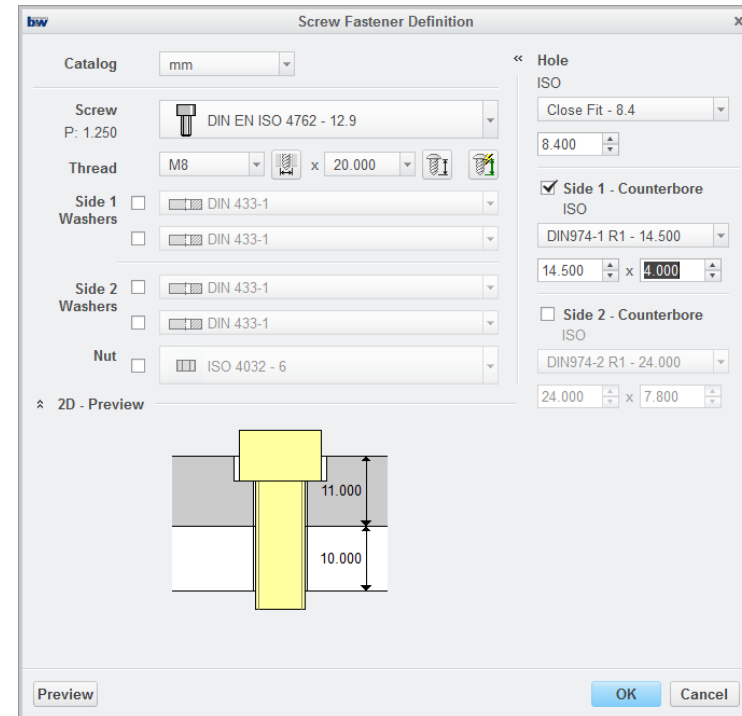 bw Screw Fastener Definition x
Catalog mm
Screw
P: 1.250
DIN EN ISO 4762 - 12.9
Thread M8 x 20.000
Side 1
Washers
DIN 433-1
DIN 433-1
Side 2
Washers
DIN 433-1
DIN 433-1
Nut ISO 4032 - 6
2D - Preview
11.000
10.000
« Hole
ISO
Close Fit - 8.4
8.400
Side 1 - Counterbore
ISO
DIN974-1 R1 - 14.500
14.500 x 4.000
Side 2 - Counterbore
ISO
DIN974-2 R1 - 24.000
24.000 x 7.800
Preview OK Cancel